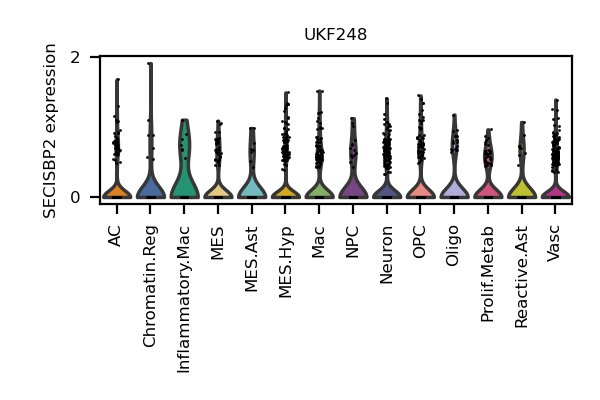 UKF248
SECISBP2 expression
2
0
AC
Chromatin.Reg
Inflammatory.Mac
MES
MES.Ast
MES.Hyp
Mac
NPC
Neuron
OPC
Oligo
Prolif.Metab
Reactive.Ast
Vasc